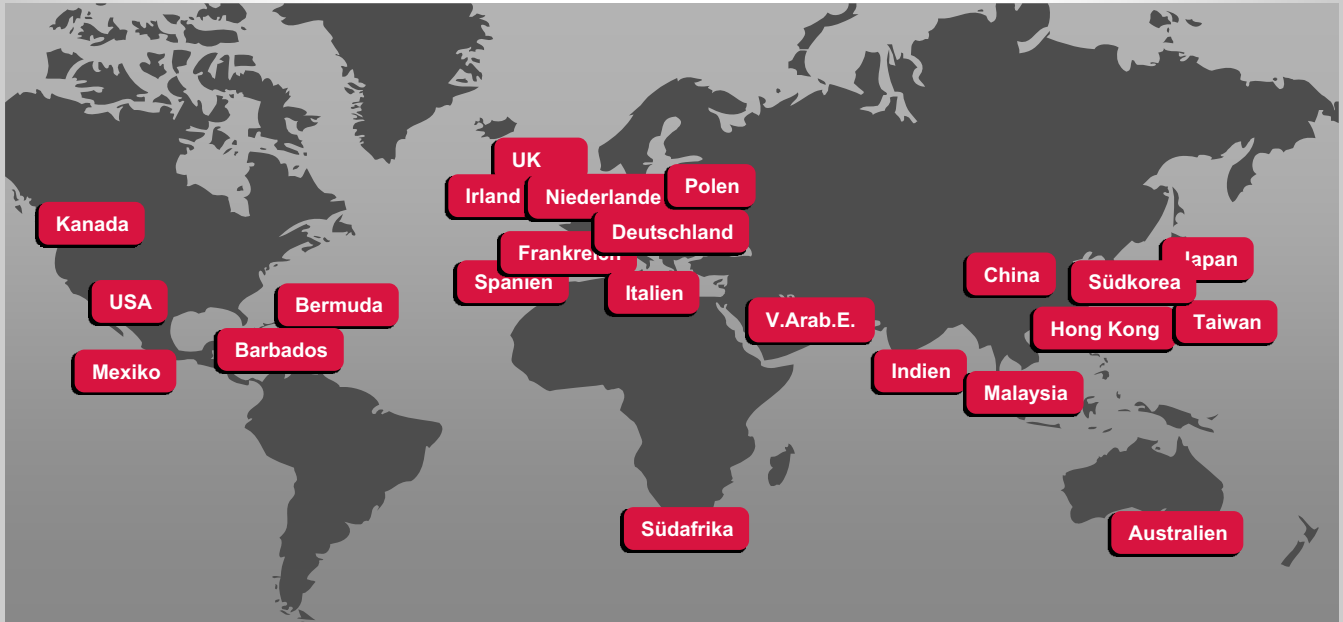 UK
Polen
Irland
Niederlande
Kanada
Deutschland
Frankreich
Japan
China
Spanien
Südkorea
Italien
USA
Bermuda
V.Arab.E.
Hong Kong
Taiwan
Barbados
Mexiko
Indien
Malaysia
Südafrika
Australien